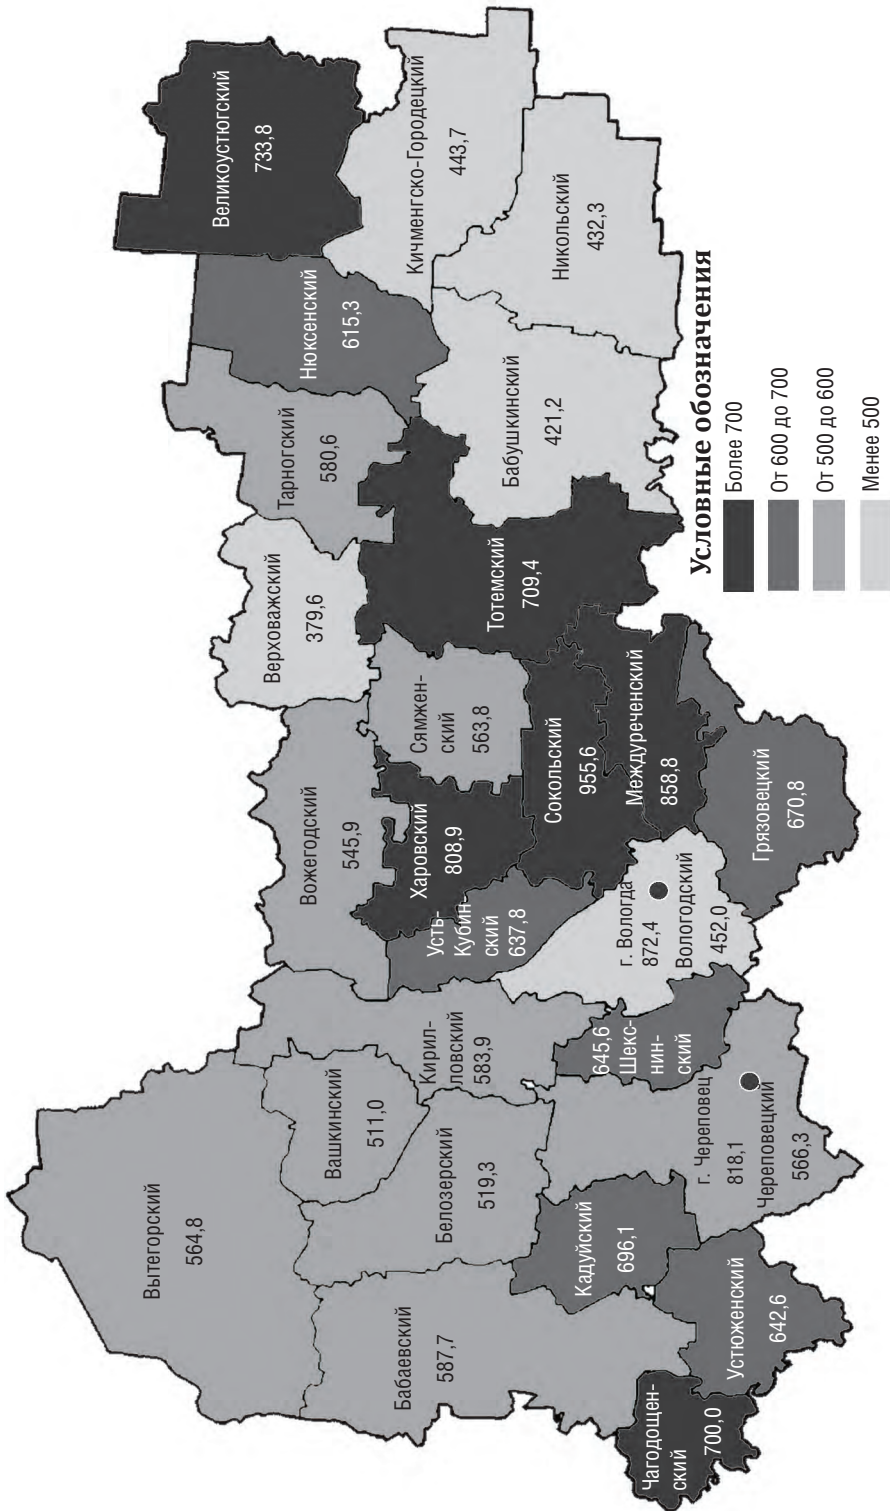 Вытегорский
564,8
Вашкинский
511,0
Бабаевский
587,7
Белозерский
519,3
Кирил-
ловский
583,9
Вожегодский
545,9
Верховажский
379,6
Тарногский
580,6
Нюксенский
615,3
Великоустюгский
733,8
Кичменгско-Городецкий
443,7
Никольский
432,3
Бабушкинский
421,2
Тотемский
709,4
Сямжен-
ский
563,8
Харовский
808,9
Усть-
Кубин
ский
637,8
Сокольский
955,6
Междуреченский
858,8
Грязовецкий
670,8
г. Вологда
872,4
Вологодский
452,0
645,6
Шекс-
нин-
ский
г. Череповец
818,1
Череповецкий
566,3
Кадуйский
696,1
Устюженский
642,6
Чагодощен-
ский
700,0
Условные обозначения
Более 700
От 600 до 700
От 500 до 600
Менее 500